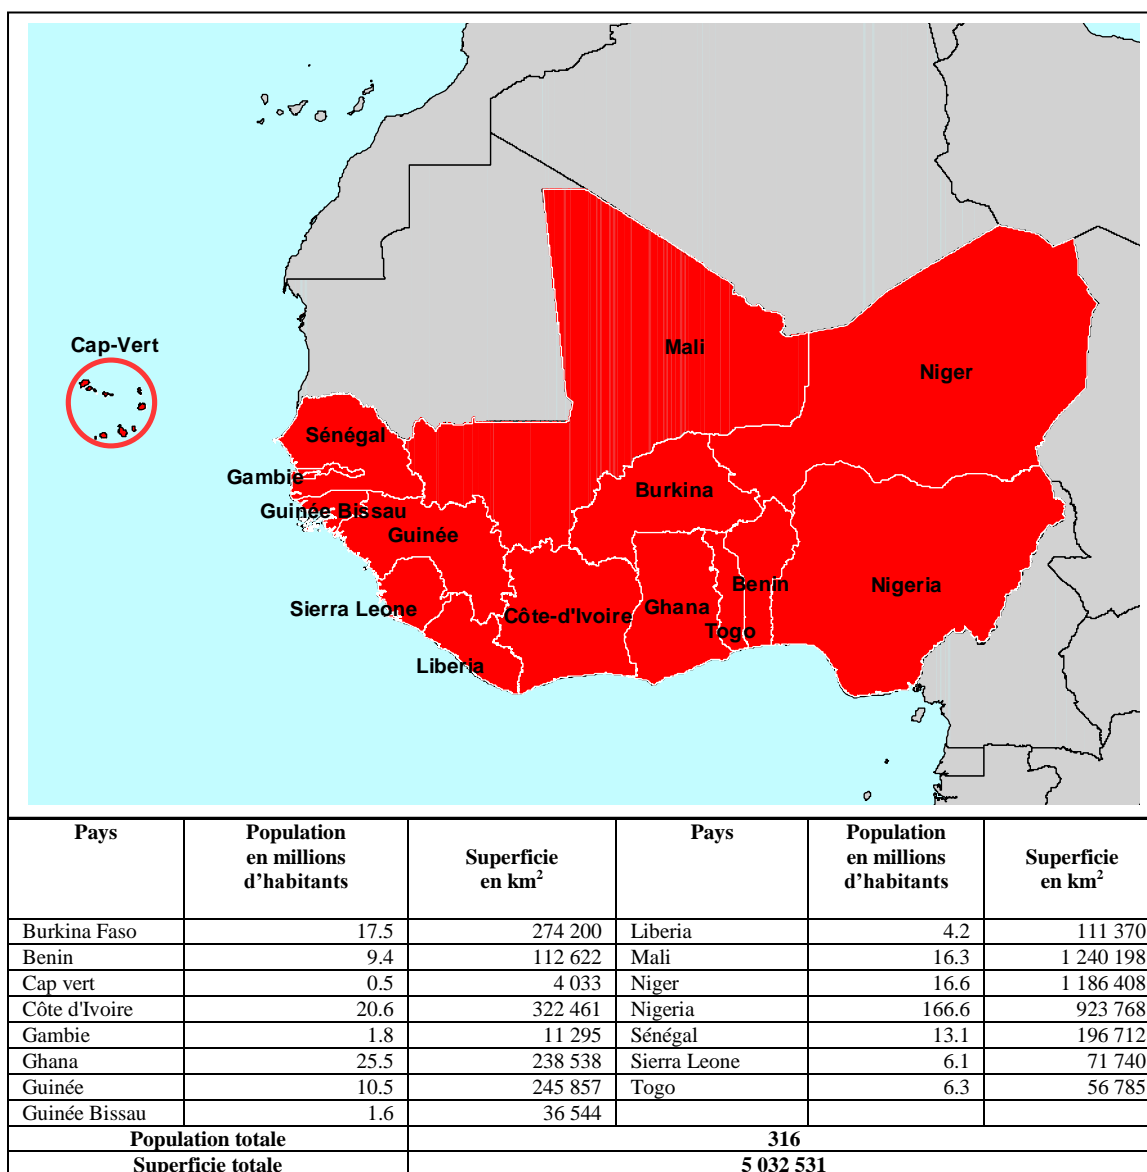 Cap-Vert
Mali
Niger
Sénégal
Gambie
Burkina
Guinée Bissau
Guinée
Benin
Nigeria
Sierra Leone
Côte-d'Ivoire
Ghana
Togo
Liberia
Pays Population en millions d’habitants Superficie en km² Pays Population en millions d’habitants Superficie en km²
Burkina Faso 17.5 274 200 Liberia 4.2 111 370
Benin 9.4 112 622 Mali 16.3 1 240 198
Cap vert 0.5 4 033 Niger 16.6 1 186 408
Côte d'Ivoire 20.6 322 461 Nigeria 166.6 923 768
Gambie 1.8 11 295 Sénégal 13.1 196 712
Ghana 25.5 238 538 Sierra Leone 6.1 71 740
Guinée 10.5 245 857 Togo 6.3 56 785
Guinée Bissau 1.6 36 544
Population totale 316
Superficie totale 5 032 531